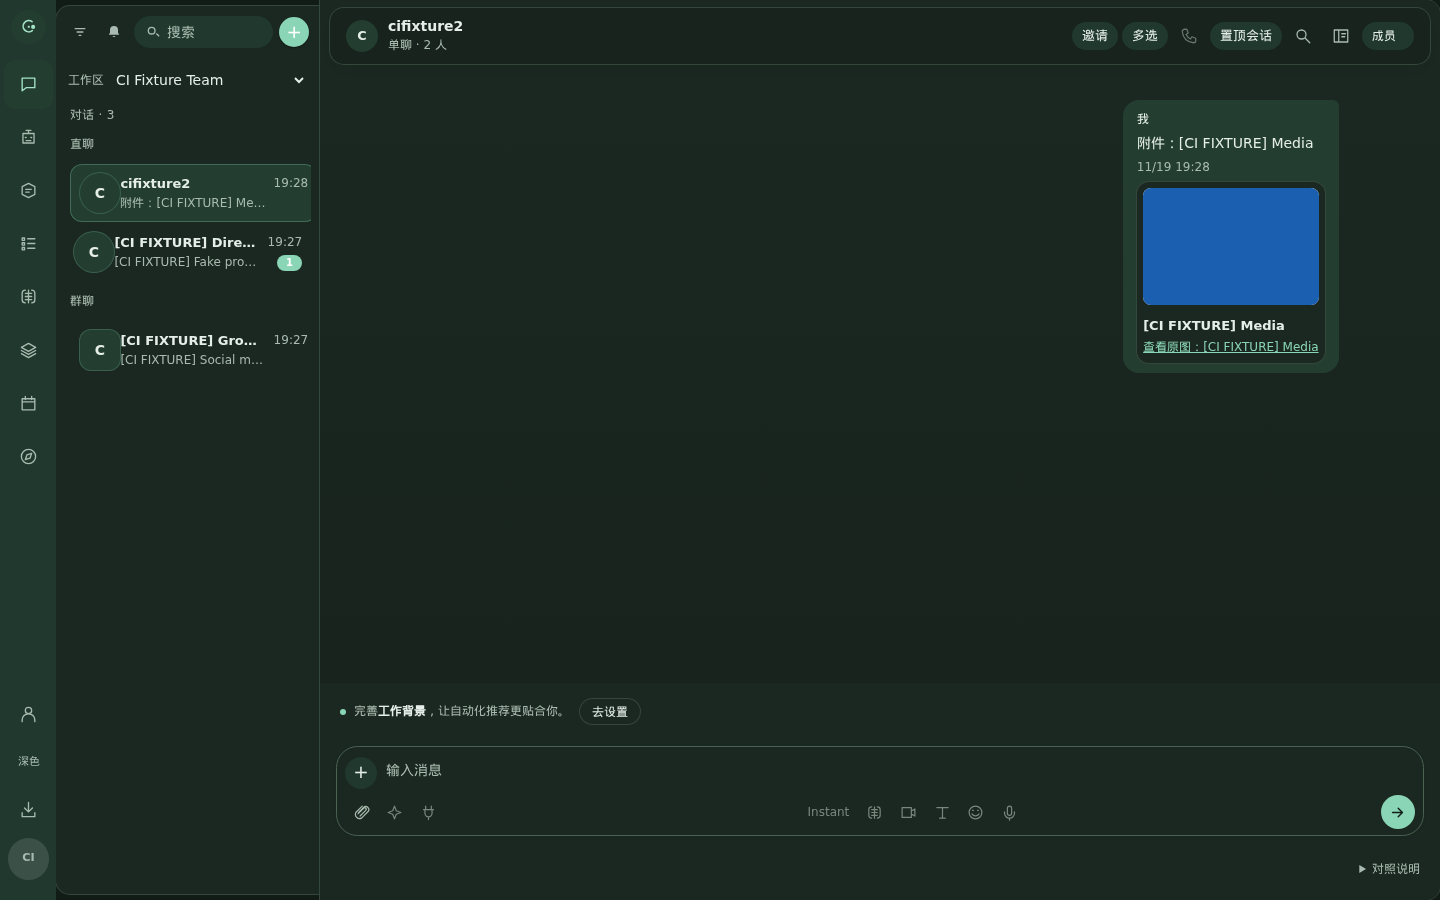 搜索
工作区 CI Fixture Team
对话 · 3
直聊
C
cifixture2 19:28
附件：[CI FIXTURE] Me…
C
[CI FIXTURE] Dire… 19:27
[CI FIXTURE] Fake pro… 1
群聊
C
[CI FIXTURE] Gro… 19:27
[CI FIXTURE] Social m…
深色
CI
C
cifixture2
单聊 · 2 人
邀请 多选 置顶会话 成员
我
附件：[CI FIXTURE] Media
11/19 19:28
[CI FIXTURE] Media
查看原图：[CI FIXTURE] Media
完善工作背景，让自动化推荐更贴合你。 去设置
输入消息
Instant
对照说明